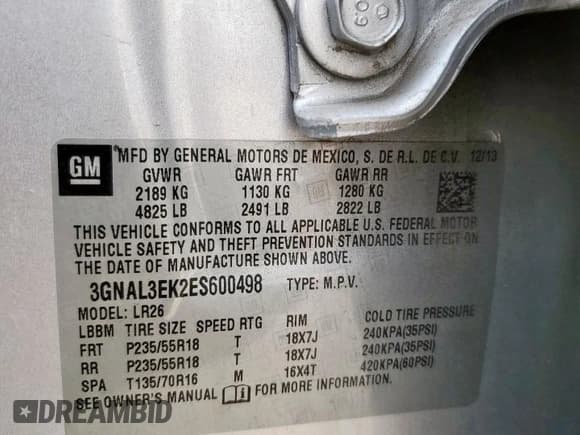 60
GM MFD BY GENERAL MOTORS DE MEXICO, S. DE R.L. DE C.V. 12/13
GVWR GAWR FRT GAWR RR
2189 KG 1130 KG 1280 KG
4825 LB 2491 LB 2822 LB
THIS VEHICLE CONFORMS TO ALL APPLICABLE U.S. FEDERAL MOTOR
VEHICLE SAFETY AND THEFT PREVENTION STANDARDS IN EFFECT ON
THE DATE OF MANUFACTURE SHOWN ABOVE.
3GNAL3EK2ES600498 TYPE: M.P.V.
MODEL: LR26
LBBM TIRE SIZE SPEED RTG RIM COLD TIRE PRESSURE
FRT P235/55R18 T 18X7J 240KPA(35PSI)
RR P235/55R18 T 18X7J 240KPA(35PSI)
SPA T135/70R16 M 16X4T 420KPA(60PSI)
SEE OWNER'S MANUAL FOR MORE INFORMATION.
DREAMBID